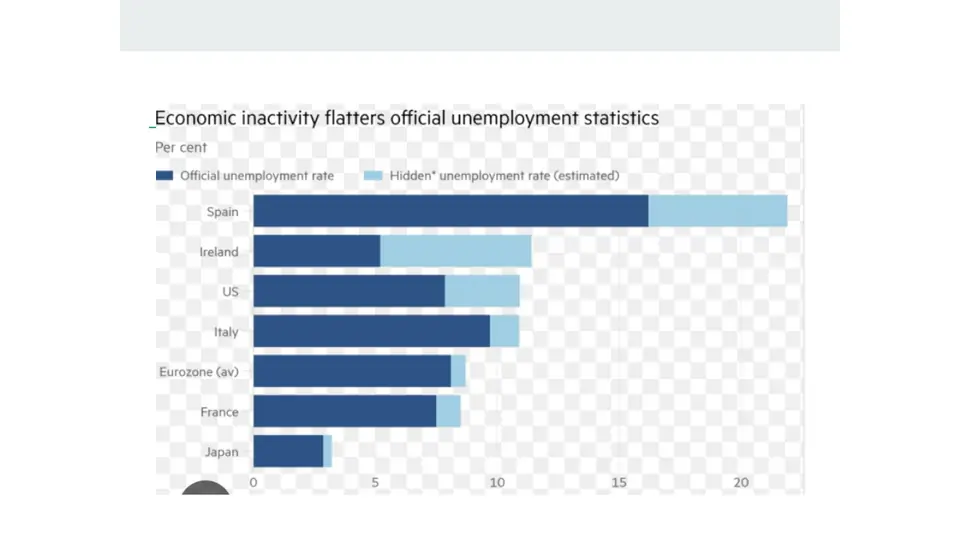 Economic inactivity flatters official unemployment statistics
Per cent
Official unemployment rate Hidden* unemployment rate (estimated)
Spain
Ireland
US
Italy
Eurozone (av)
France
Japan
0 5 10 15 20